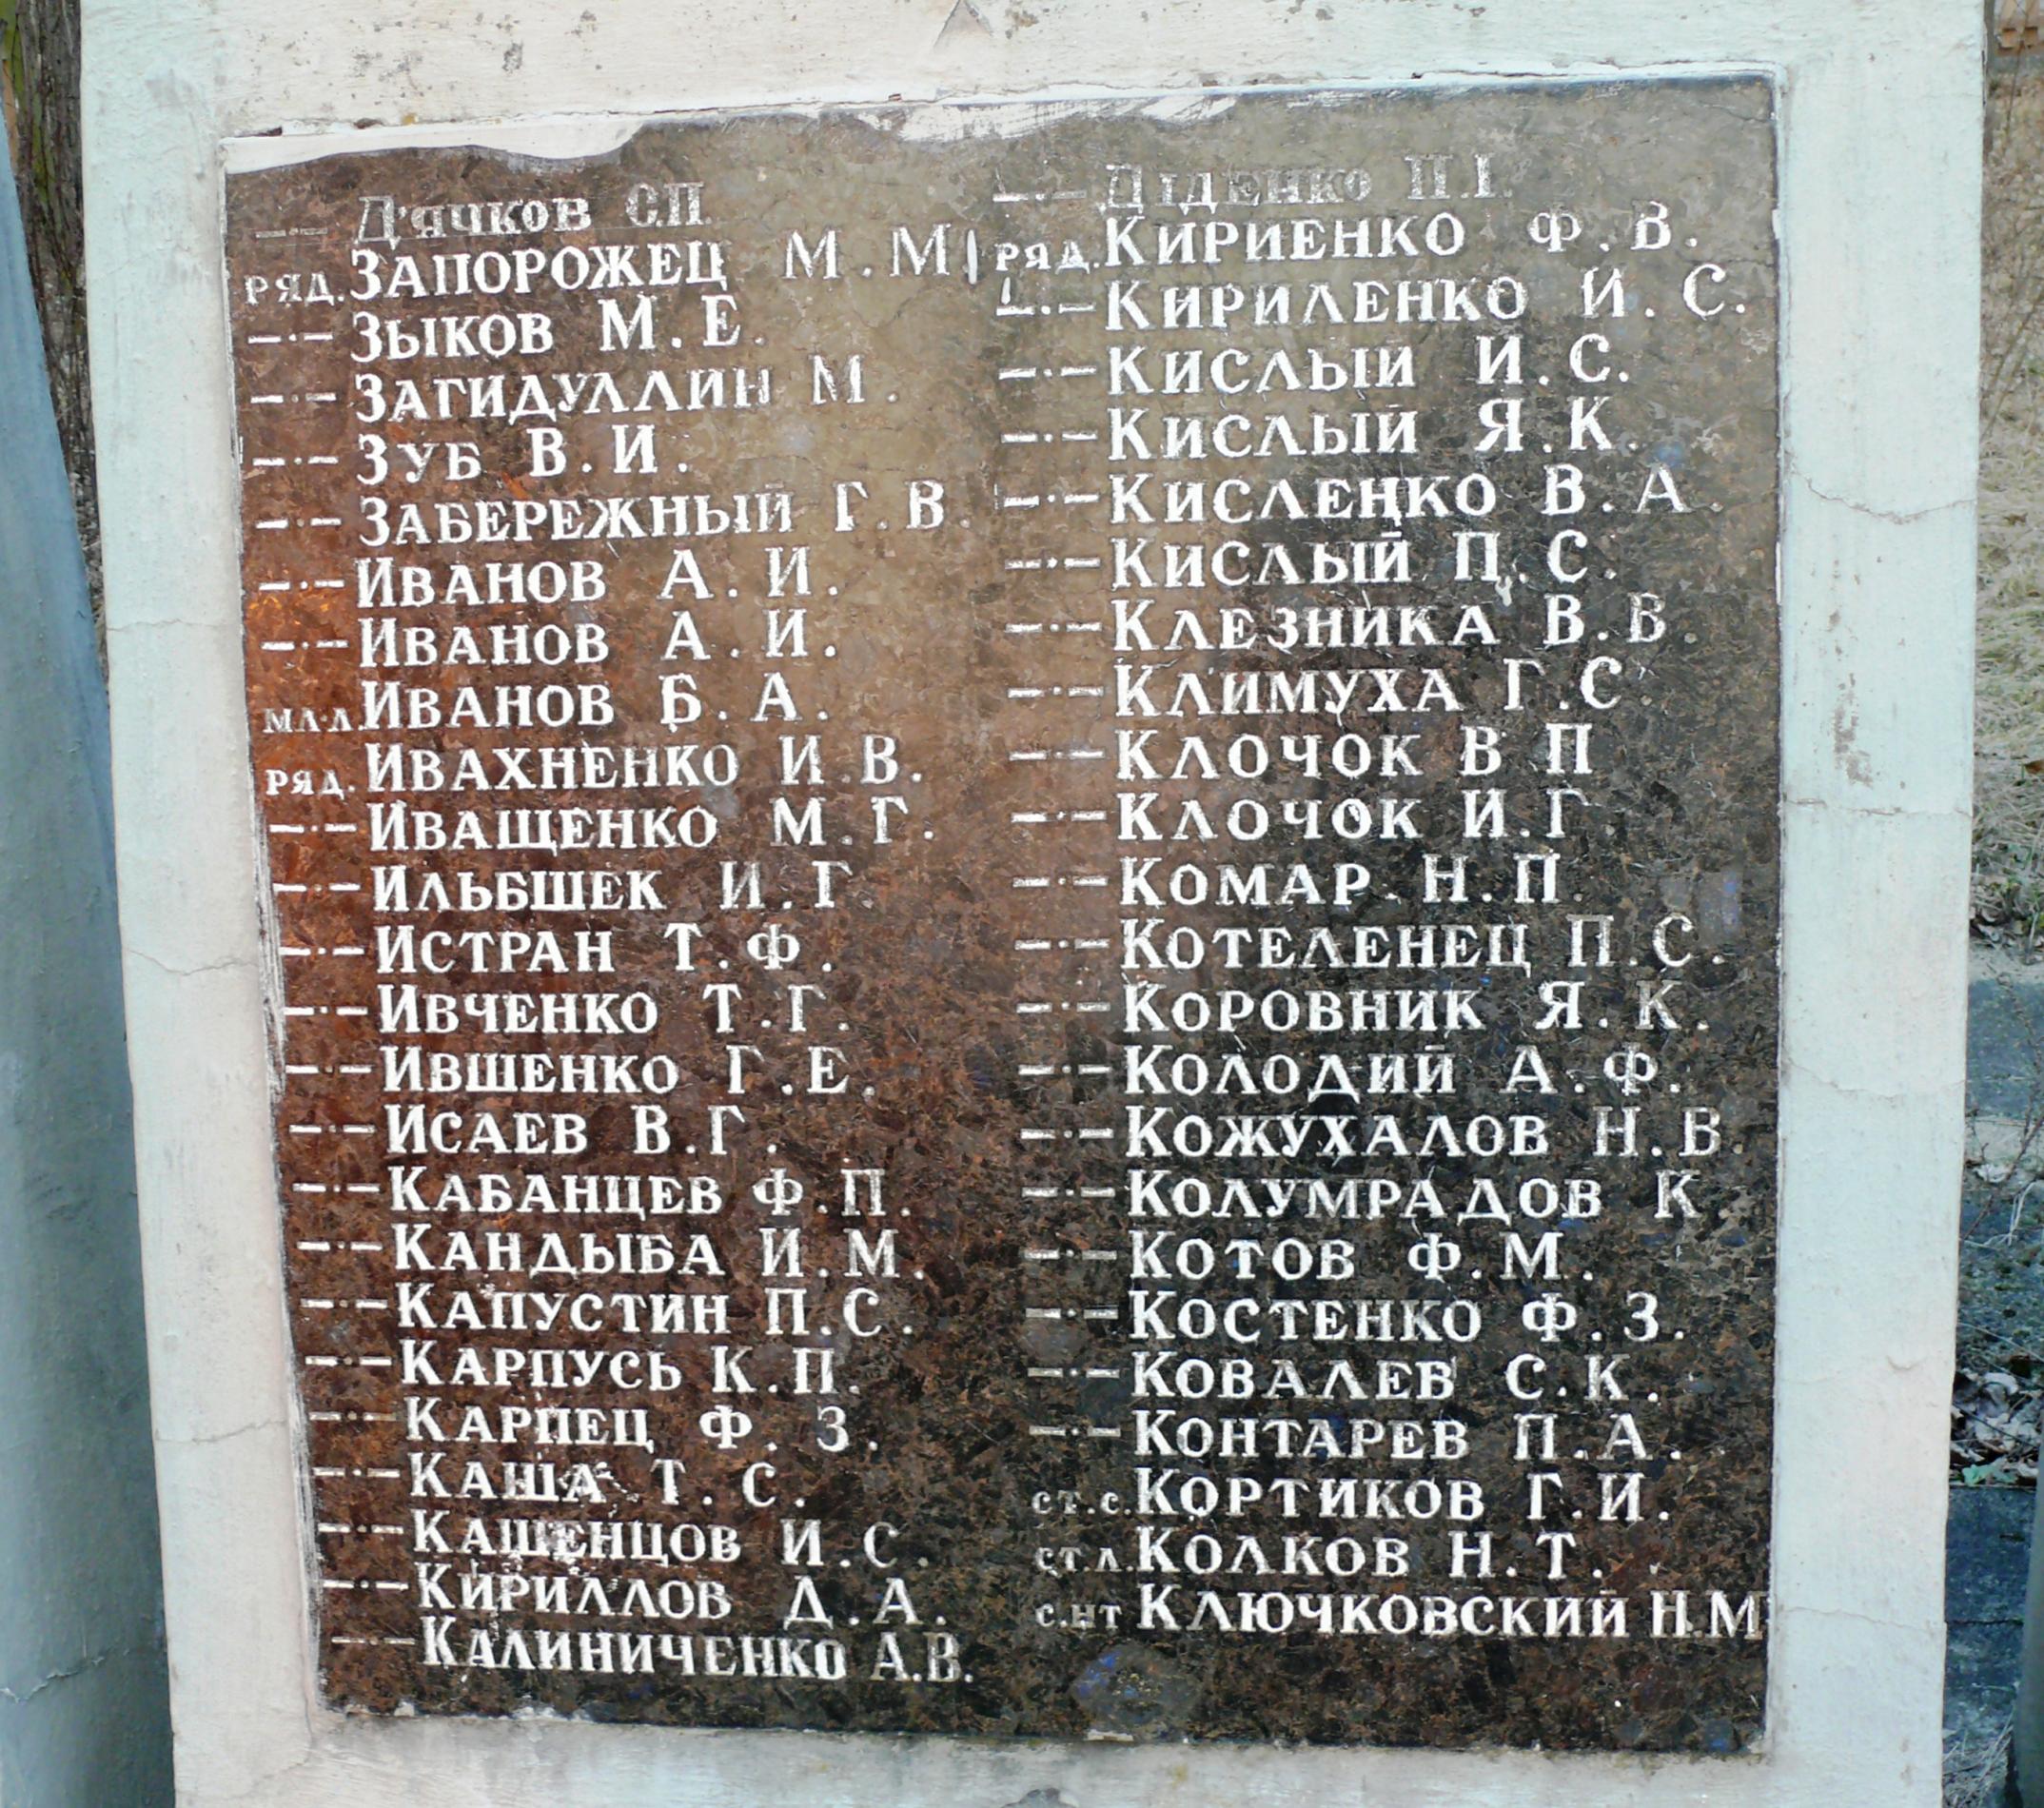 —·— Д'ячков С.П.
ряд. Запорожец М.М.
—·— Зыков М.Е.
—·— Загидуллин М.
—·— Зуб В.И.
—·— Забережный Г.В.
—·— Иванов А.И.
—·— Иванов А.И.
мл.л. Иванов Б.А.
ряд. Ивахненко И.В.
—·— Иващенко М.Г.
—·— Ильбшек И.Г
—·— Истран Т.Ф.
—·— Ивченко Т.Г.
—·— Ившенко Г.Е.
—·— Исаев В.Г.
—·— Кабанцев Ф.П.
—·— Кандыба И.М.
—·— Капустин П.С.
—·— Карпусь К.П.
—·— Карпец Ф.З.
—·— Каша Т.С.
—·— Кашенцов И.С.
—·— Кириллов Д.А.
—·— Калиниченко А.В.
—·— Діденко П.І.
ряд. Кириенко Ф.В.
—·— Кириленко И.С.
—·— Кислый И.С.
—·— Кислый Я.К.
—·— Кисленко В.А.
—·— Кислый П.С.
—·— Клезника В.В.
—·— Климуха Г.С.
—·— Клочок В П
—·— Клочок И.Г
—·— Комар Н.П.
—·— Котеленец П.С.
—·— Коровник Я.К.
—·— Колодий А.Ф.
—·— Кожухалов Н.В.
—·— Колумрадов К.
—·— Котов Ф.М.
—·— Костенко Ф.З.
—·— Ковалев С.К.
—·— Контарев П.А.
ст.с. Кортиков Г.И.
ст.л. Колков Н.Т.
с.нт Ключковский Н.М